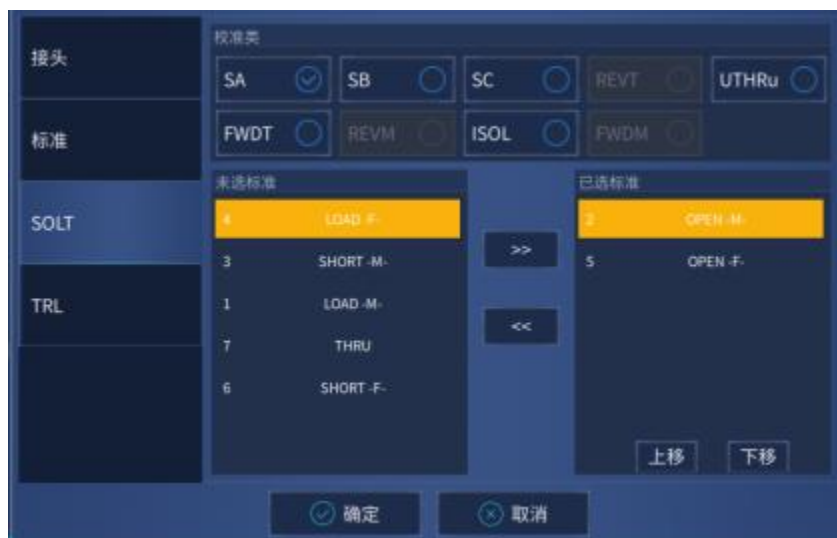 接头
标准
SOLT
TRL
校准类
SA SB SC REVT UTHRu
FWDT REVM ISOL FWDM
未选标准
4 LOAD -F-
3 SHORT -M-
1 LOAD -M-
7 THRU
6 SHORT -F-
>>
<<
已选标准
2 OPEN -M-
5 OPEN -F-
上移 下移
确定 取消